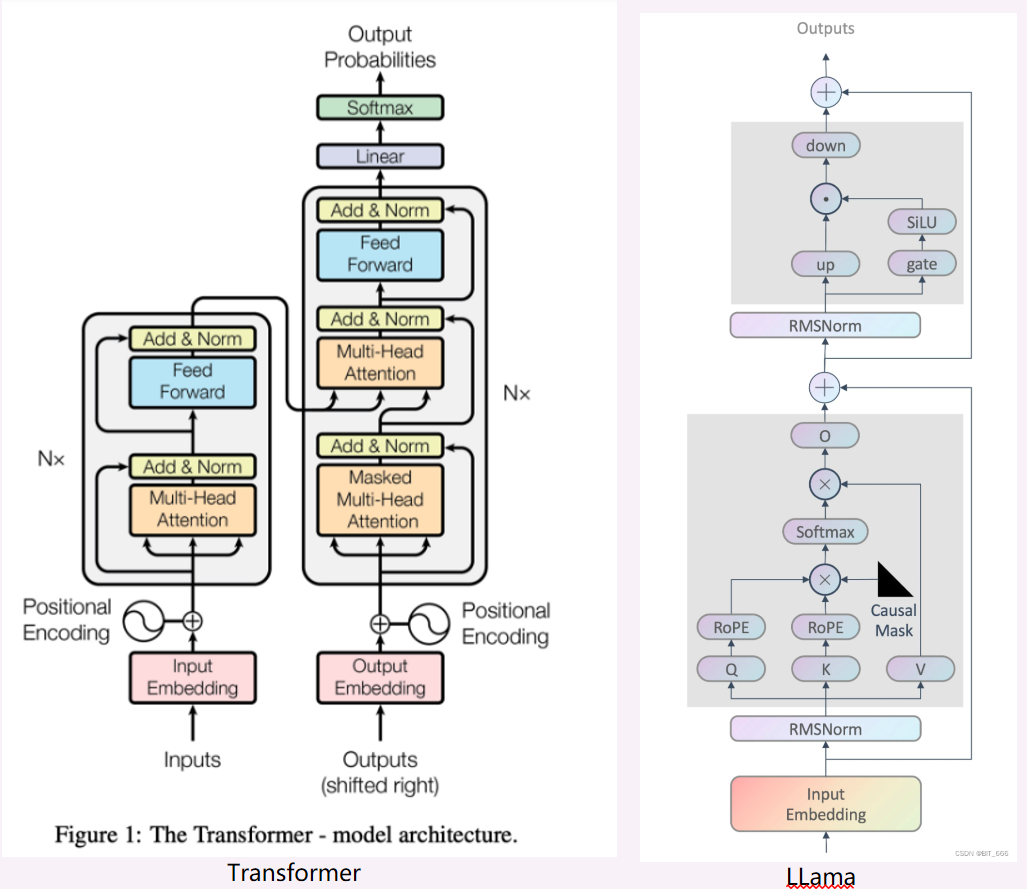 Output
Probabilities
Softmax
Linear
Add & Norm
Feed
Forward
Add & Norm
Multi-Head
Attention
Add & Norm
Masked
Multi-Head
Attention
Nx
Add & Norm
Feed
Forward
Add & Norm
Multi-Head
Attention
Nx
Positional
Encoding
Positional
Encoding
Input
Embedding
Output
Embedding
Inputs
Outputs
(shifted right)
Figure 1: The Transformer - model architecture.
Transformer
Outputs
down
SiLU
up
gate
RMSNorm
O
Softmax
Causal
Mask
RoPE
RoPE
Q
K
V
RMSNorm
Input
Embedding
CSDN @BIT_666
LLama